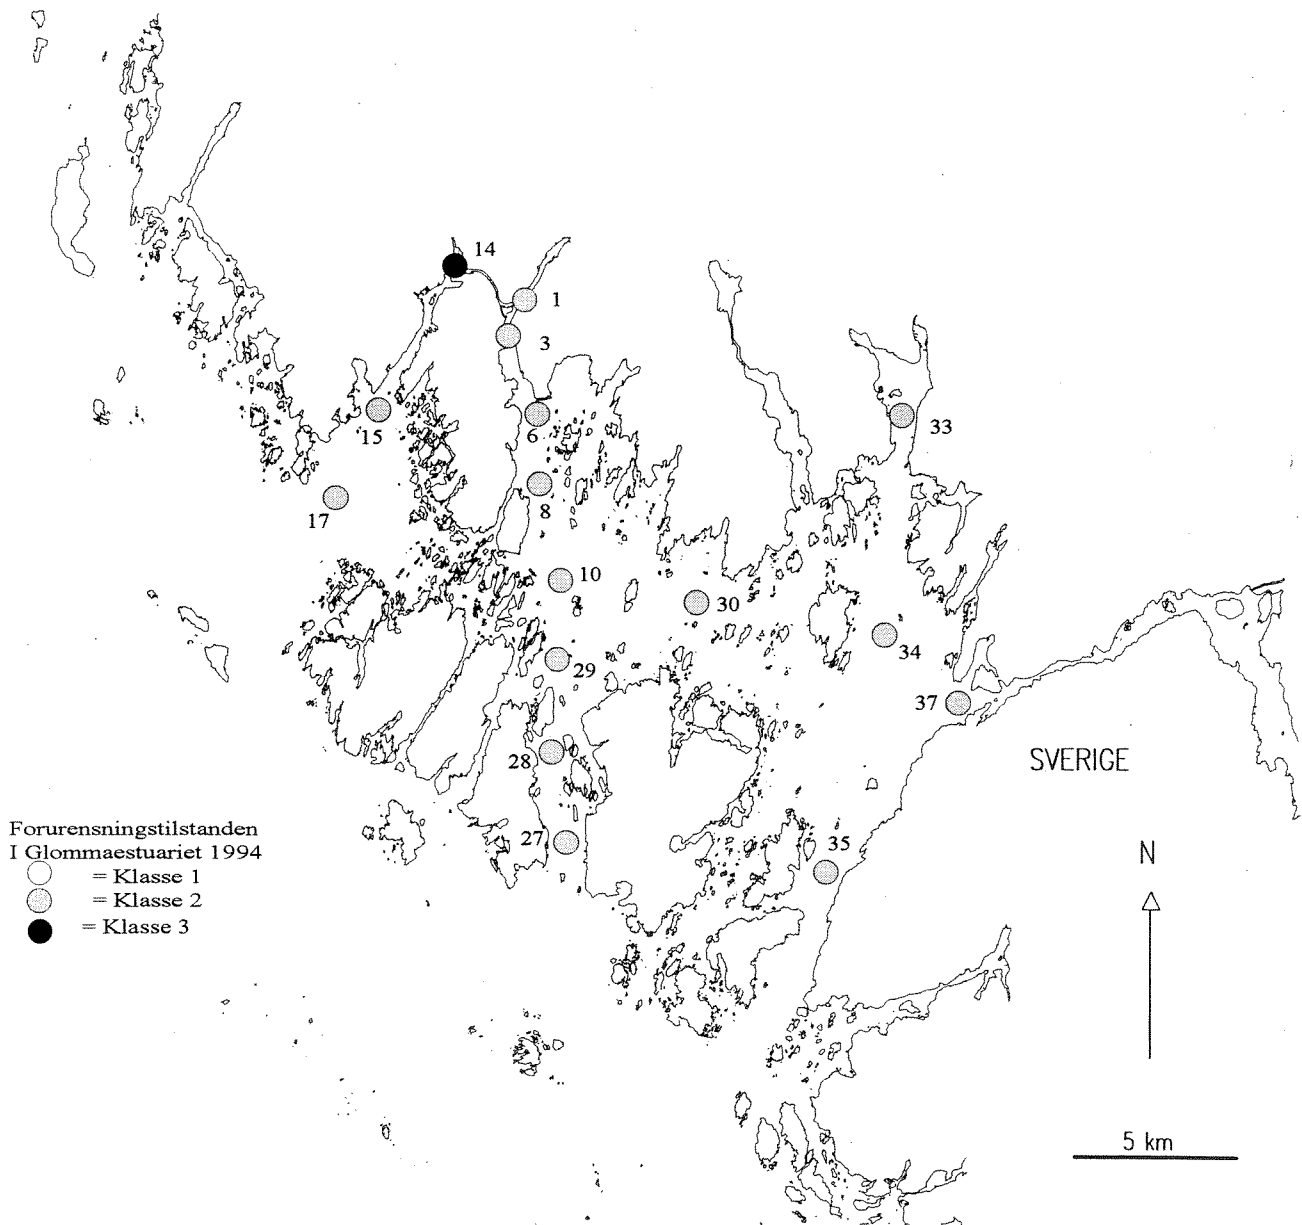 14
1
3
15
6
33
17
8
10
30
34
29
37
28
SVERIGE
27
35
N
Forurensningstilstanden
I Glommaestuariet 1994
= Klasse 1
= Klasse 2
= Klasse 3
5 km